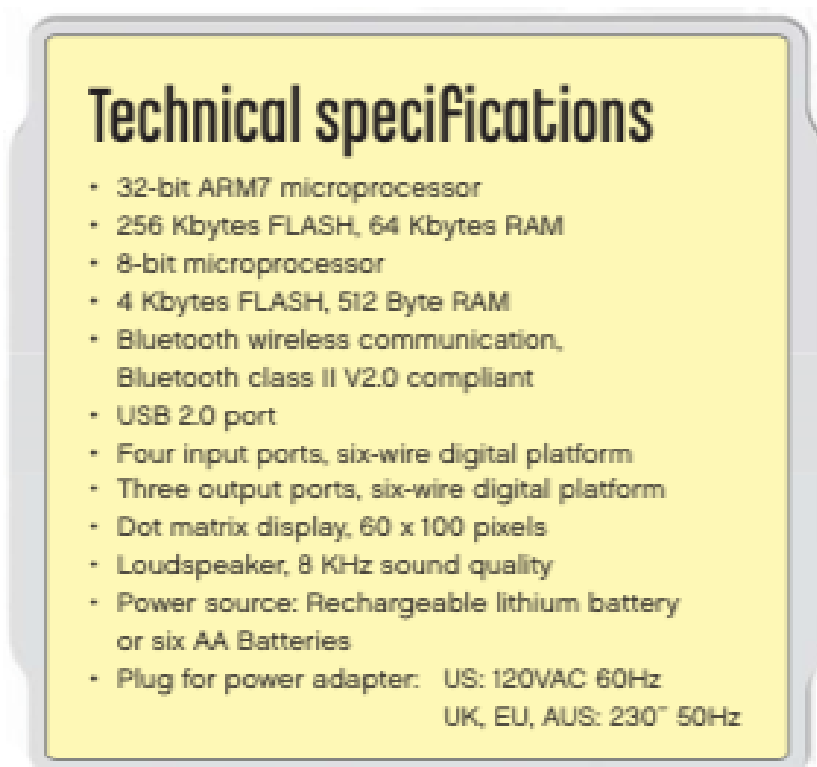 Technical specifications
• 32-bit ARM7 microprocessor
• 256 Kbytes FLASH, 64 Kbytes RAM
• 8-bit microprocessor
• 4 Kbytes FLASH, 512 Byte RAM
• Bluetooth wireless communication,
Bluetooth class II V2.0 compliant
• USB 2.0 port
• Four input ports, six-wire digital platform
• Three output ports, six-wire digital platform
• Dot matrix display, 60 x 100 pixels
• Loudspeaker, 8 KHz sound quality
• Power source: Rechargeable lithium battery
or six AA Batteries
• Plug for power adapter: US: 120VAC 60Hz
UK, EU, AUS: 230~ 50Hz